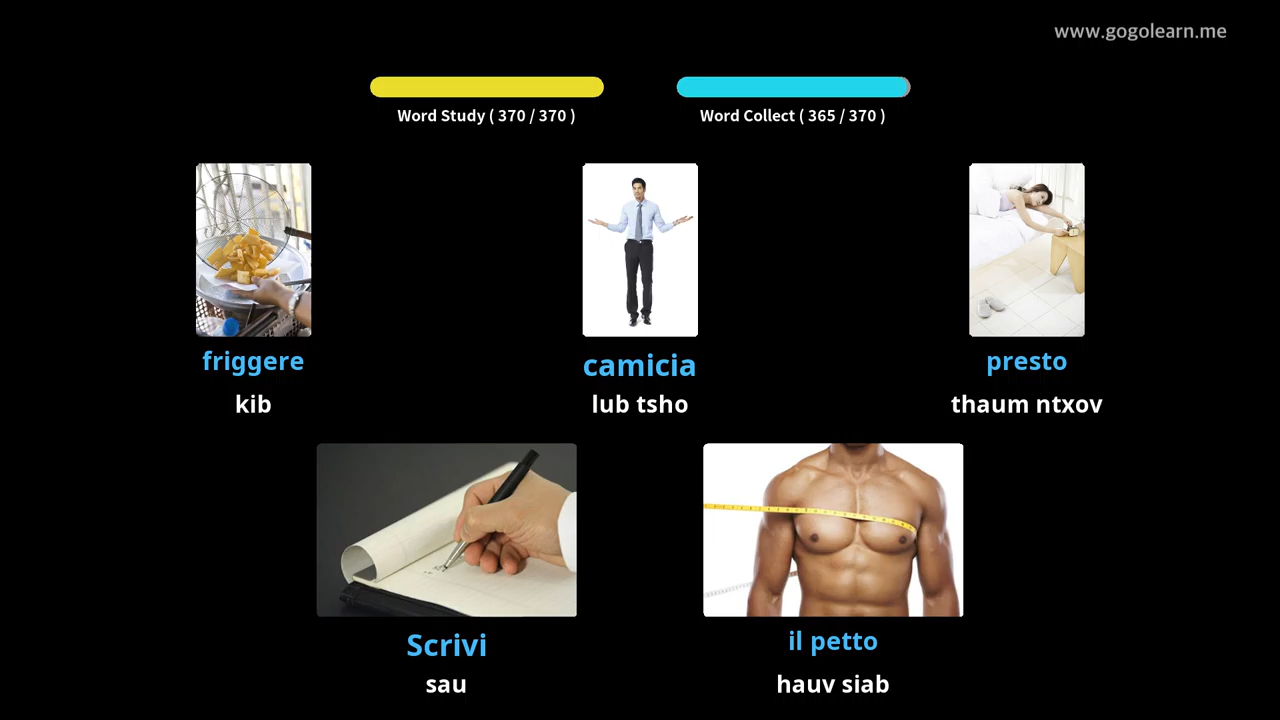 www.gogolearn.me
Word Study ( 370 / 370 )
Word Collect ( 365 / 370 )
friggere
camicia
presto
kib
lub tsho
thaum ntxov
Scrivi
il petto
sau
hauv siab